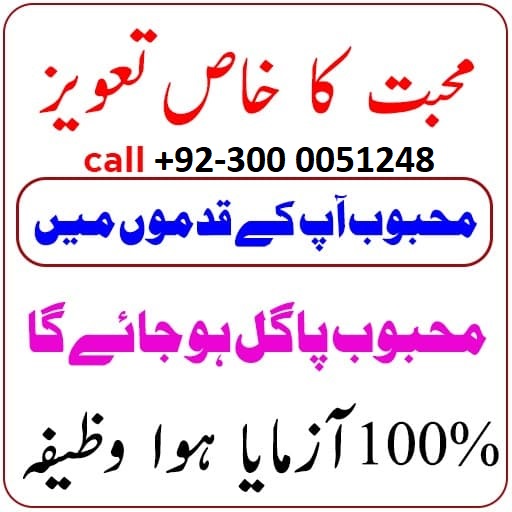 محبت کا خاص تعویز
call +92-300 0051248
محبوب آپ کے قدموں میں
محبوب پاگل ہو جائے گا
100% آزمایا ہوا وظیفہ